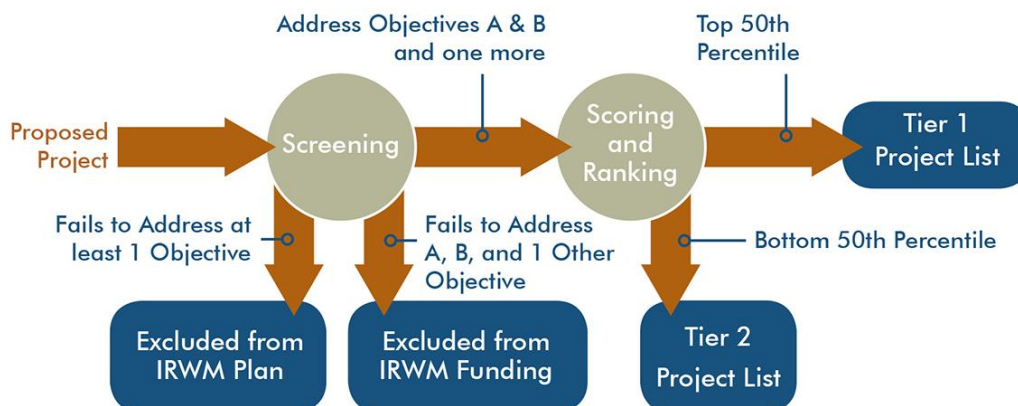 Address Objectives A & B
and one more
Top 50th
Percentile
Proposed
Project
Screening
Scoring
and
Ranking
Tier 1
Project List
Fails to Address at
least 1 Objective
Fails to Address
A, B, and 1 Other
Objective
Bottom 50th Percentile
Excluded from
IRWM Plan
Excluded from
IRWM Funding
Tier 2
Project List